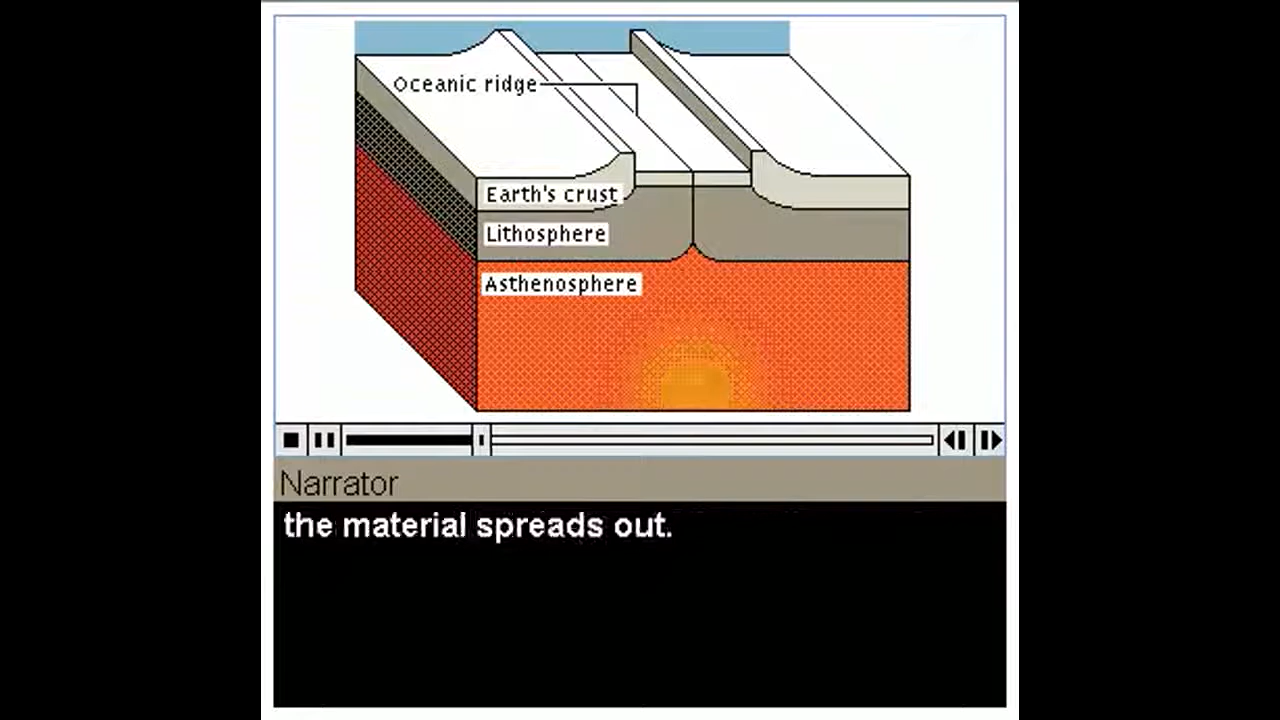 Oceanic ridge
Earth's crust
Lithosphere
Asthenosphere
Narrator
the material spreads out.